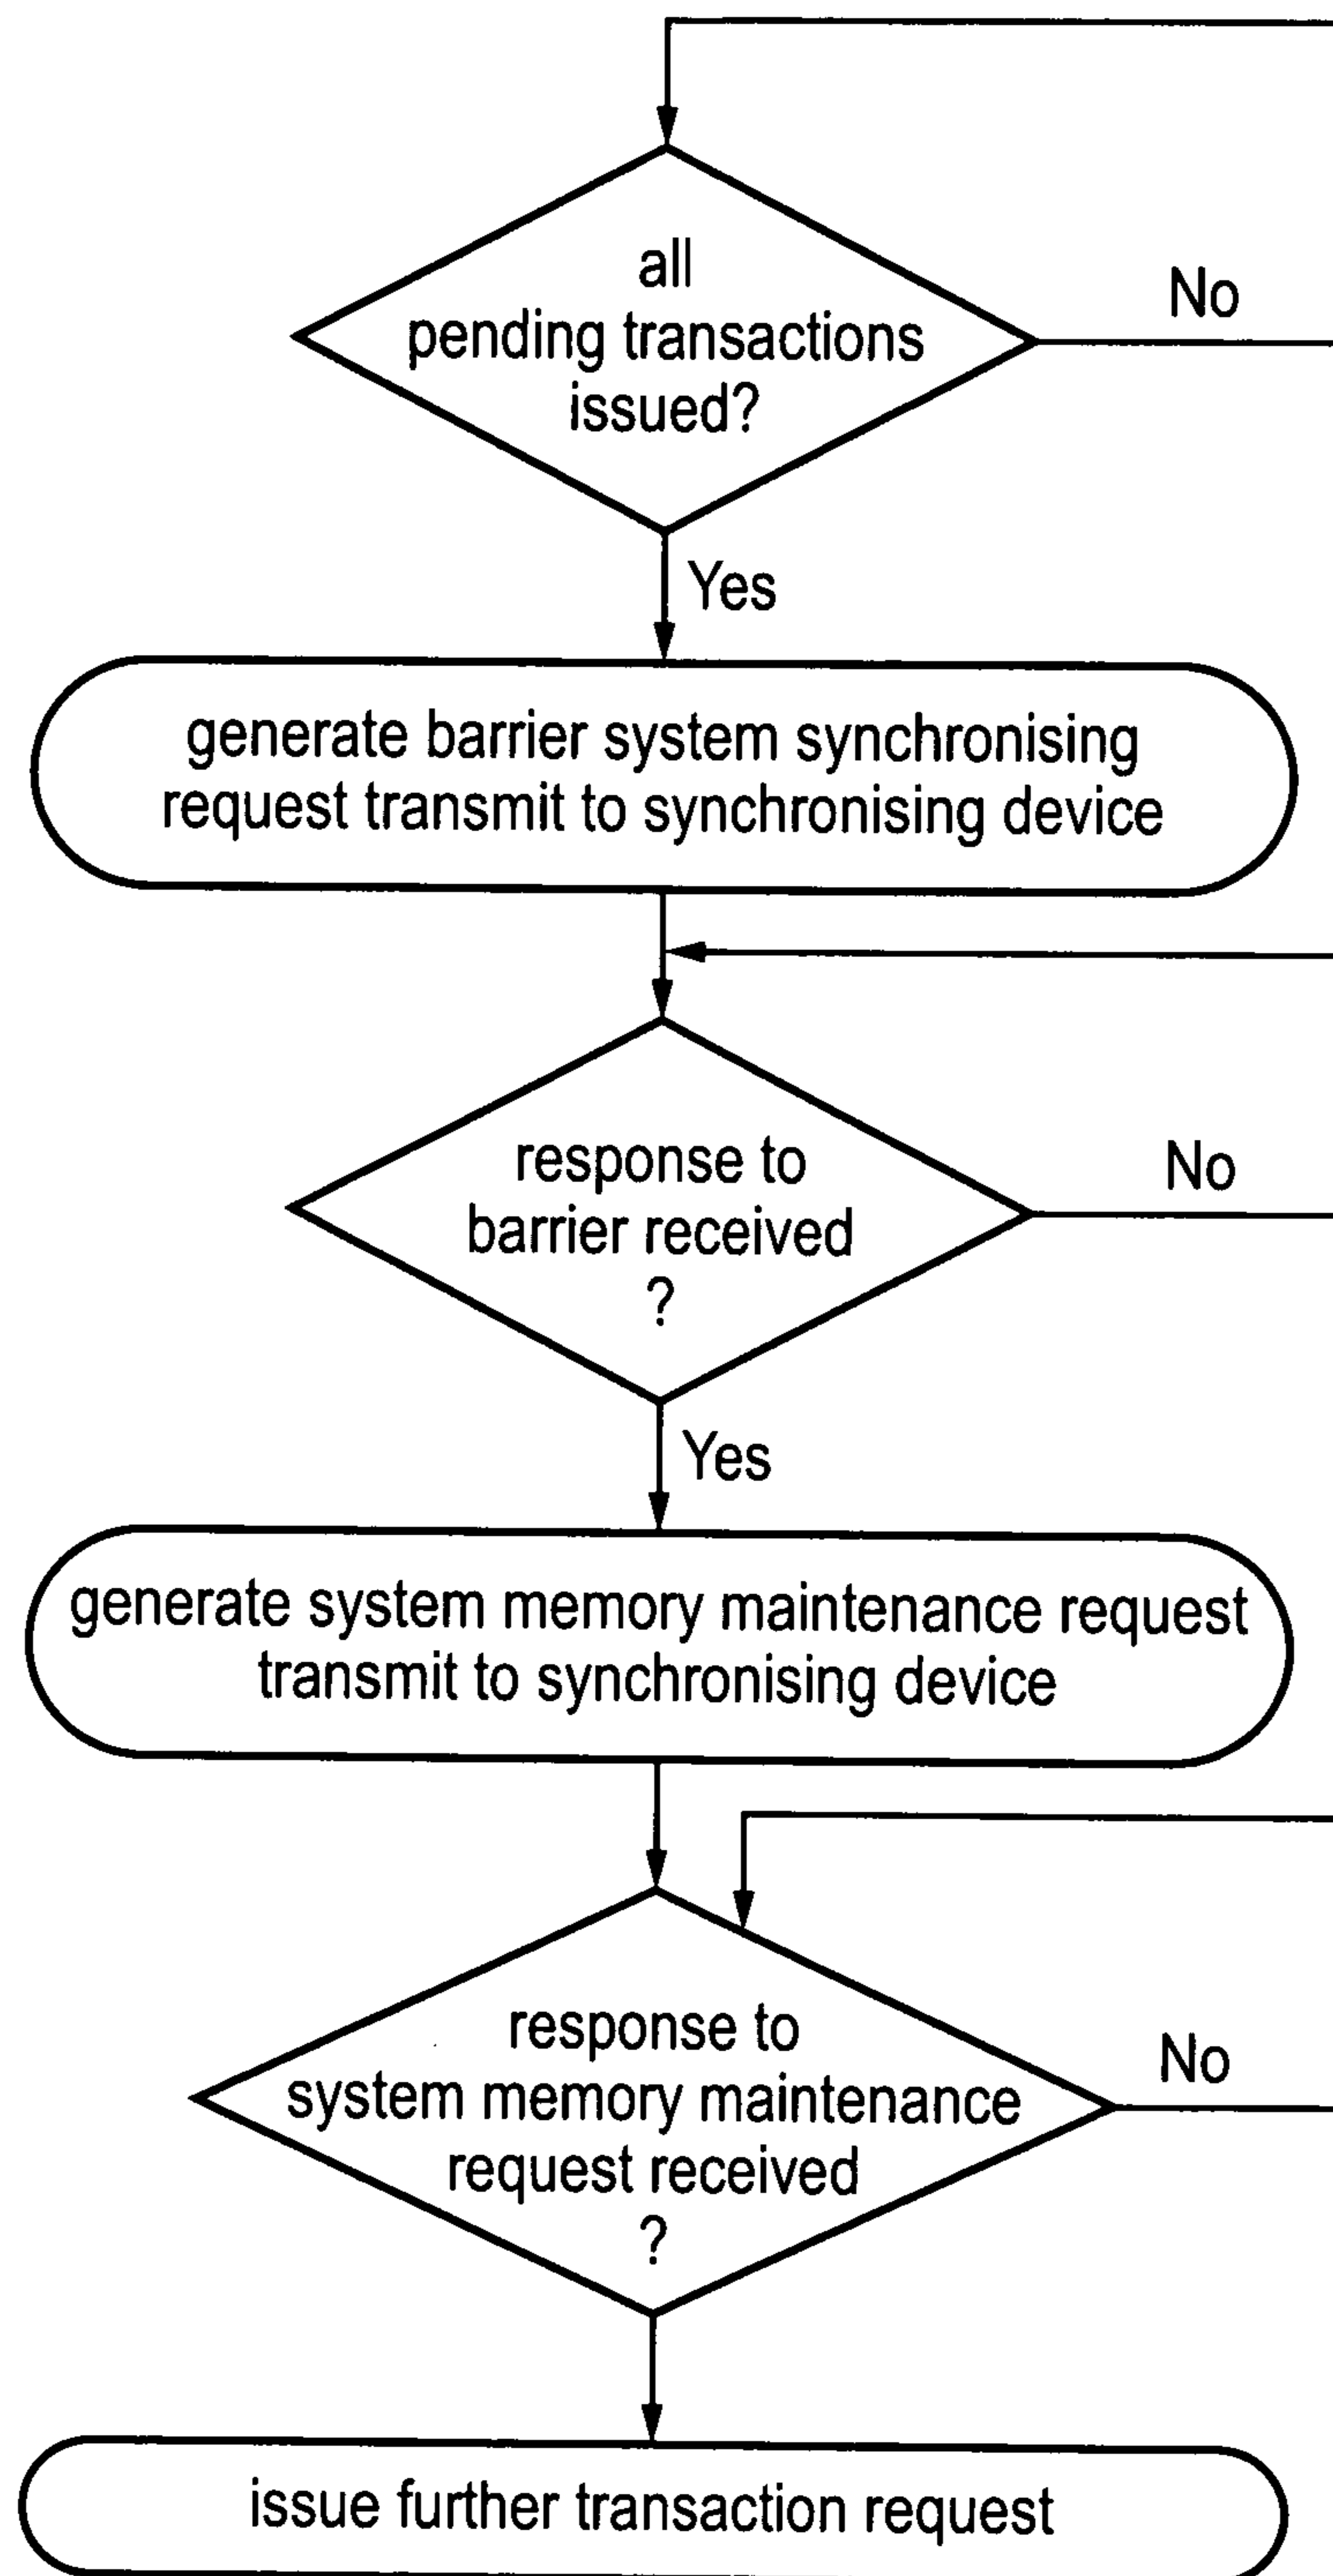 all
pending transactions
issued?
No
Yes
generate barrier system synchronising
request transmit to synchronising device
response to
barrier received
?
No
Yes
generate system memory maintenance request
transmit to synchronising device
response to
system memory maintenance
request received
?
No
issue further transaction request